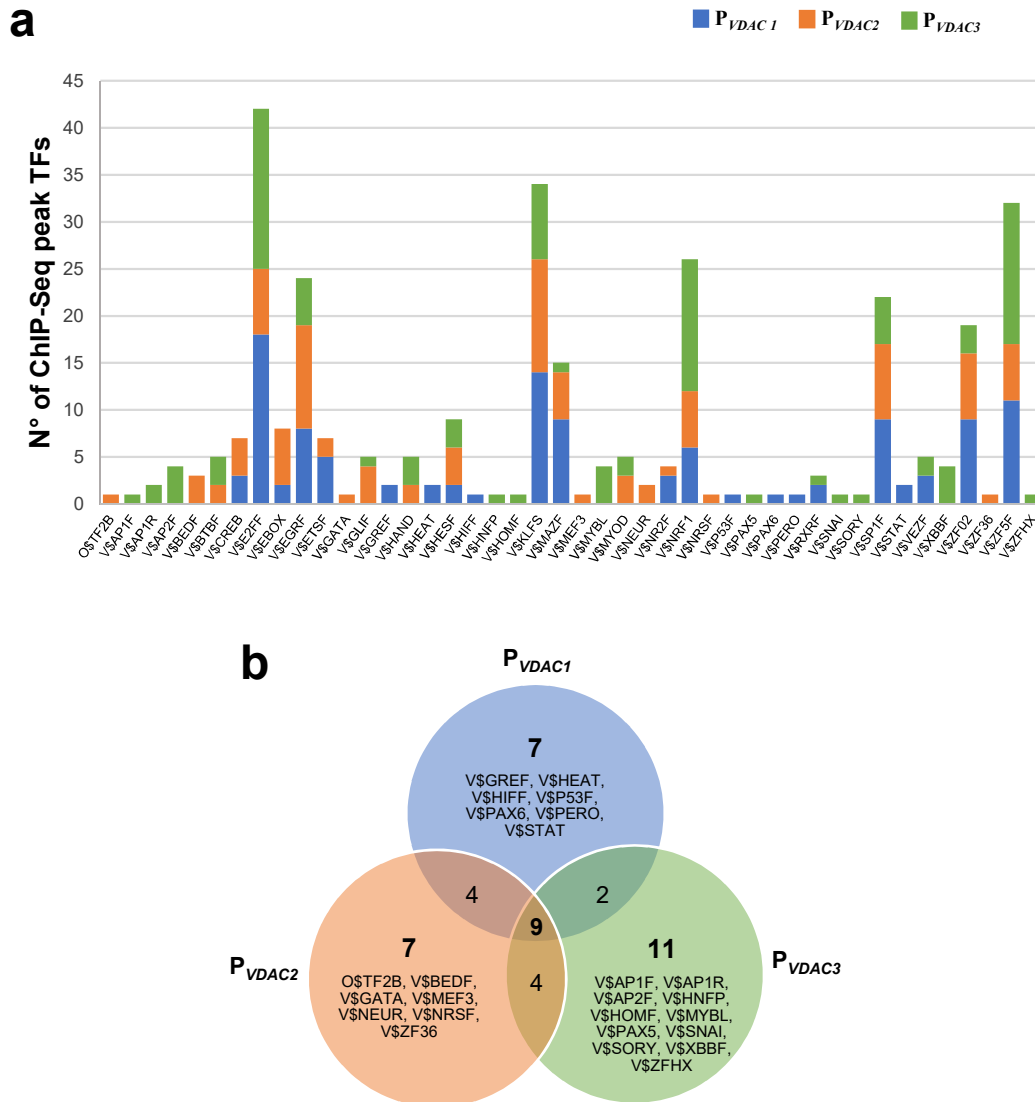 a
P VDAC 1 P VDAC2 P VDAC3
N° of ChIP-Seq peak TFs
45
40
35
30
25
20
15
10
5
0
O$TF2B
V$AP1F
V$AP1R
V$AP2F
V$BEDF
V$BTBF
V$CREB
V$E2FF
V$EBOX
V$EGRF
V$ETSF
V$GATA
V$GLIF
V$GREF
V$HAND
V$HEAT
V$HESF
V$HIFF
V$HNFP
V$HOMF
V$KLFS
V$MAZF
V$MEF3
V$MYBL
V$MYOD
V$NEUR
V$NR2F
V$NRF1
V$NRSF
V$P53F
V$PAX5
V$PAX6
V$PERO
V$RXRF
V$SNAI
V$SORY
V$SP1F
V$STAT
V$VEZF
V$XBBF
V$ZF02
V$ZF36
V$ZF5F
V$ZFHX
b
P VDAC1
7
V$GREF, V$HEAT,
V$HIFF, V$P53F,
V$PAX6, V$PERO,
V$STAT
4
2
9
4
P VDAC2
7
O$TF2B, V$BEDF,
V$GATA, V$MEF3,
V$NEUR, V$NRSF,
V$ZF36
P VDAC3
11
V$AP1F, V$AP1R,
V$AP2F, V$HNFP,
V$HOMF, V$MYBL,
V$PAX5, V$SNAI,
V$SORY, V$XBBF,
V$ZFHX